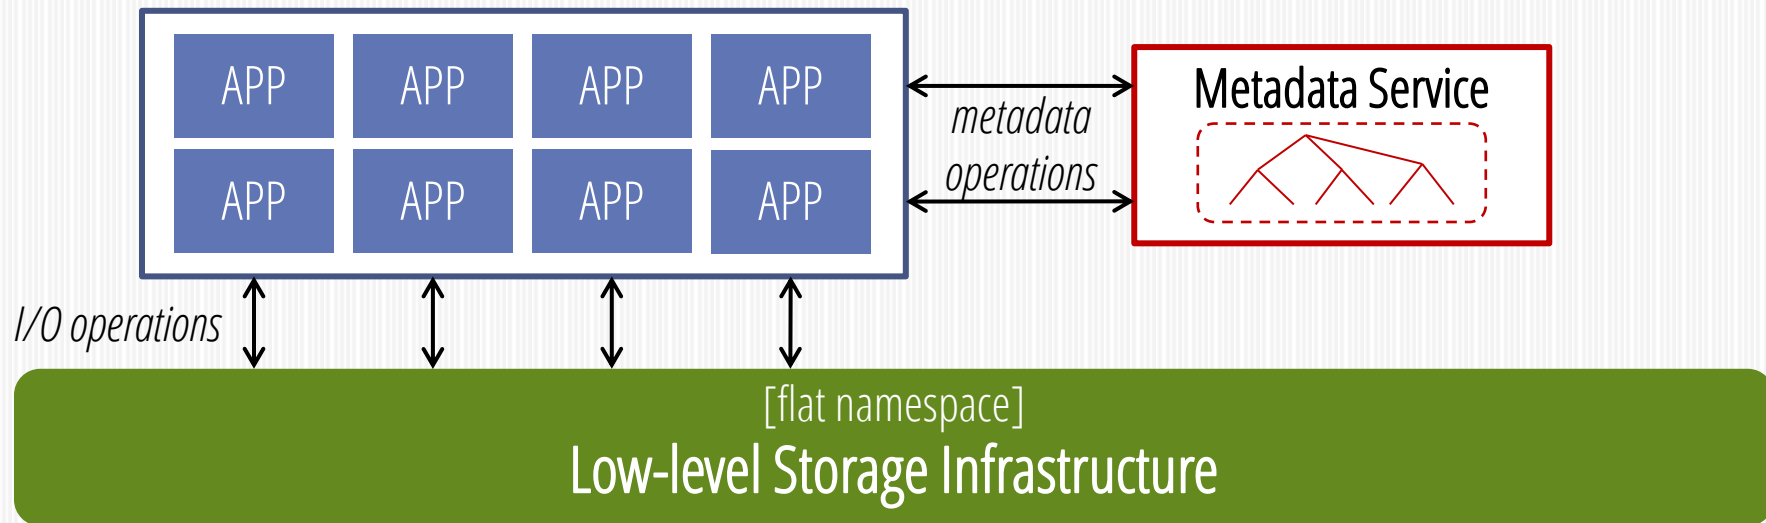 APP APP APP APP
APP APP APP APP
Metadata Service
metadata
operations
I/O operations
[flat namespace]
Low-level Storage Infrastructure